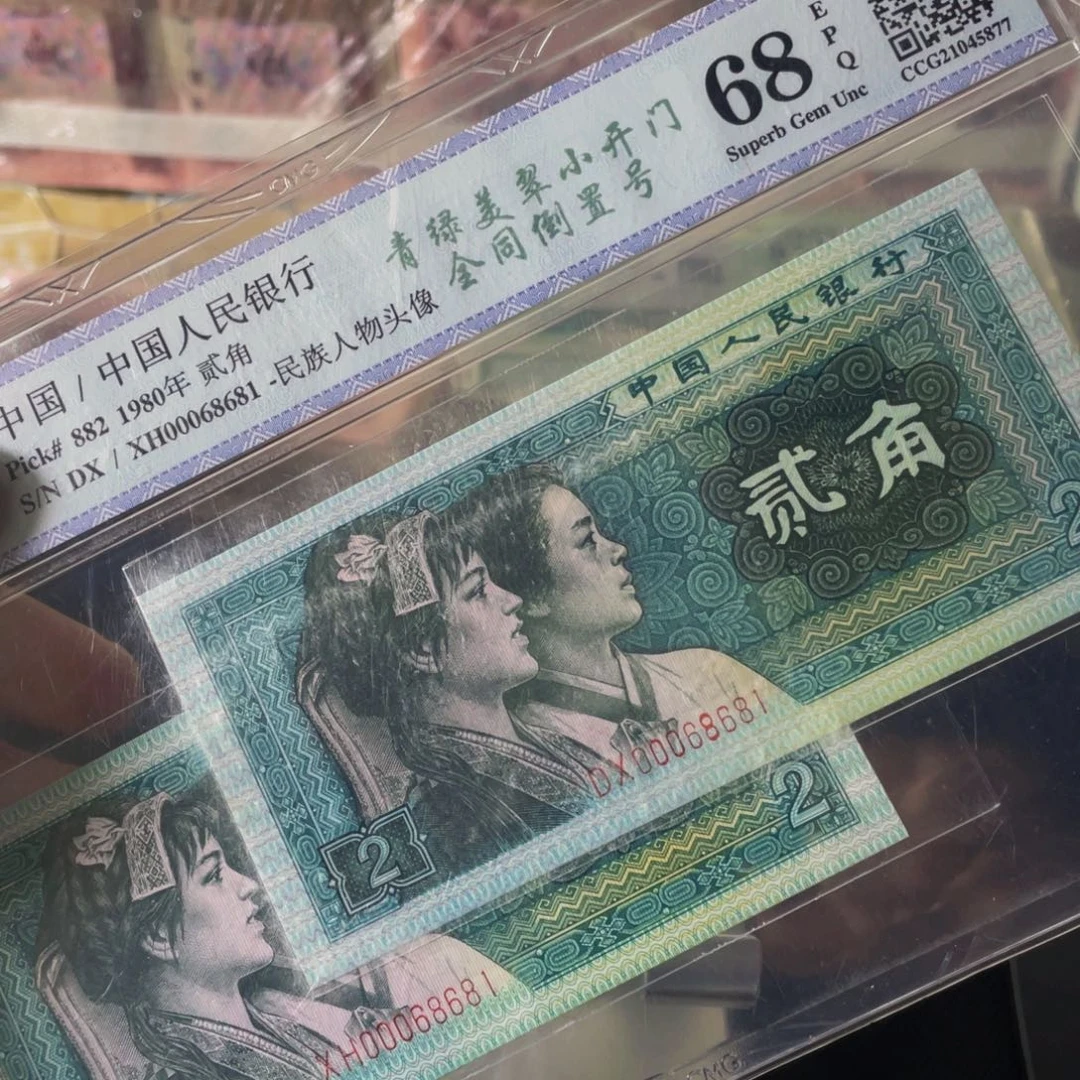 中国 / 中国人民银行
Pick# 882 1980年 贰角
S/N DX / XH00068681 -民族人物头像
青绿美翠小开门
全同倒置号
68
EPQ
Superb Gem Unc
CCG21045877
中国人民银行
贰角
2
DX00068681
2
2
XH00068681